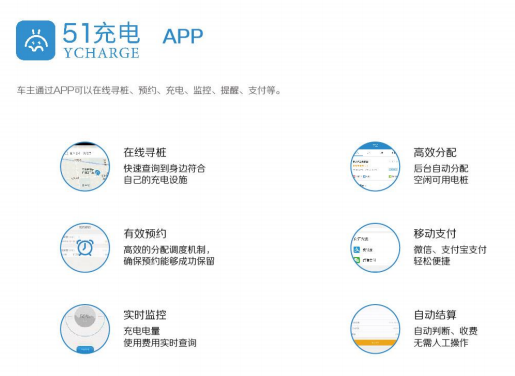 51充电
YCHARGE
APP
车主通过APP可以在线寻桩、预约、充电、监控、提醒、支付等。
在线寻桩
快速查询到身边符合
自己的充电设施
高效分配
后台自动分配
空闲可用电桩
有效预约
高效的分配调度机制，
确保预约能够成功保留
移动支付
微信、支付宝支付
轻松便捷
实时监控
充电电量
使用费用实时查询
自动结算
自动判断、收费
无需人工操作